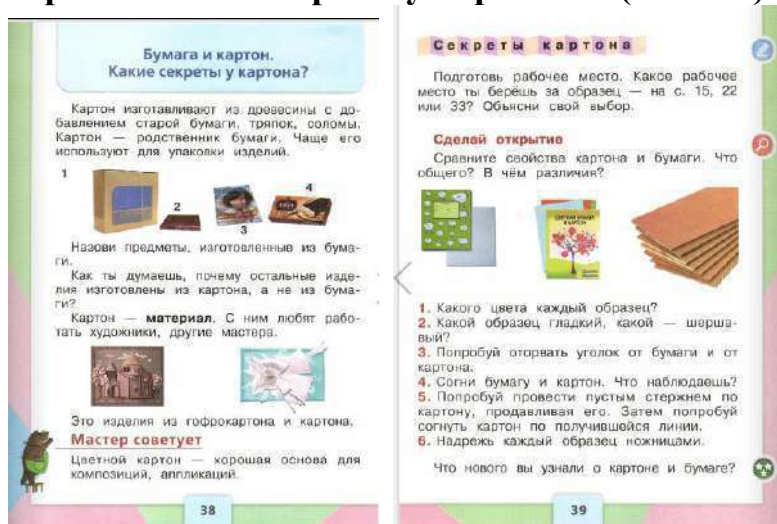 Бумага и картон.
Какие секреты у картона?
Картон изготавливают из древесины с до-
бавлением старой бумаги, тряпок, соломы.
Картон — родственник бумаги. Чаще его
используют для упаковки изделий.
1
2
3
4
Назови предметы, изготовленные из бума-
ги.
Как ты думаешь, почему остальные изде-
лия изготовлены из картона, а не из бума-
ги?
Картон — материал. С ним любят рабо-
тать художники, другие мастера.
Это изделия из гофрокартона и картона.
Мастер советует
Цветной картон — хорошая основа для
композиций, аппликаций.
38
Секреты картона
Подготовь рабочее место. Какое рабочее
место ты берёшь за образец — на с. 15, 22
или 33? Объясни свой выбор.
Сделай открытие
Сравните свойства картона и бумаги. Что
общего? В чём различия?
1. Какого цвета каждый образец?
2. Какой образец гладкий, какой — шерша-
вый?
3. Попробуй оторвать уголок от бумаги и от
картона.
4. Согни бумагу и картон. Что наблюдаешь?
5. Попробуй провести пустым стержнем по
картону, продавливая его. Затем попробуй
согнуть картон по получившейся линии.
6. Надрежь каждый образец ножницами.
Что нового вы узнали о картоне и бумаге?
39